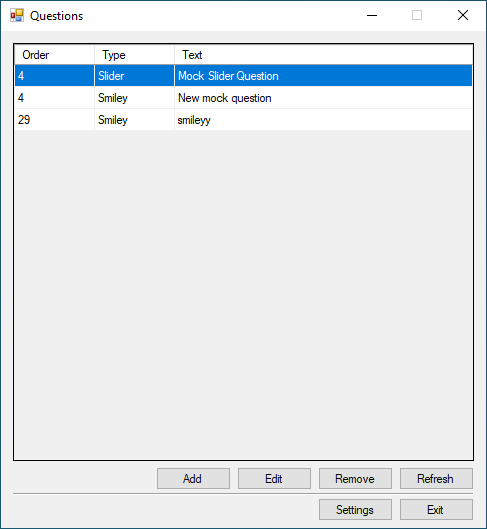 Questions
Order Type Text
4 Slider Mock Slider Question
4 Smiley New mock question
29 Smiley smileyy
Add Edit Remove Refresh
Settings Exit